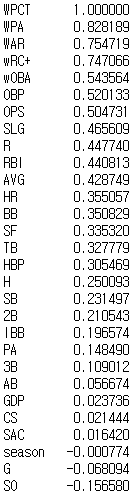 WPCT 1.000000
WPA 0.828189
WAR 0.754719
wRC+ 0.747066
wOBA 0.543564
OBP 0.520133
OPS 0.504731
SLG 0.465609
R 0.447740
RBI 0.440813
AVG 0.428749
HR 0.355057
BB 0.350829
SF 0.335320
TB 0.327779
HBP 0.305469
H 0.250093
SB 0.231497
2B 0.210543
IBB 0.196574
PA 0.148490
3B 0.109012
AB 0.056674
GDP 0.023736
CS 0.021444
SAC 0.016420
season -0.000774
G -0.068094
SO -0.156580